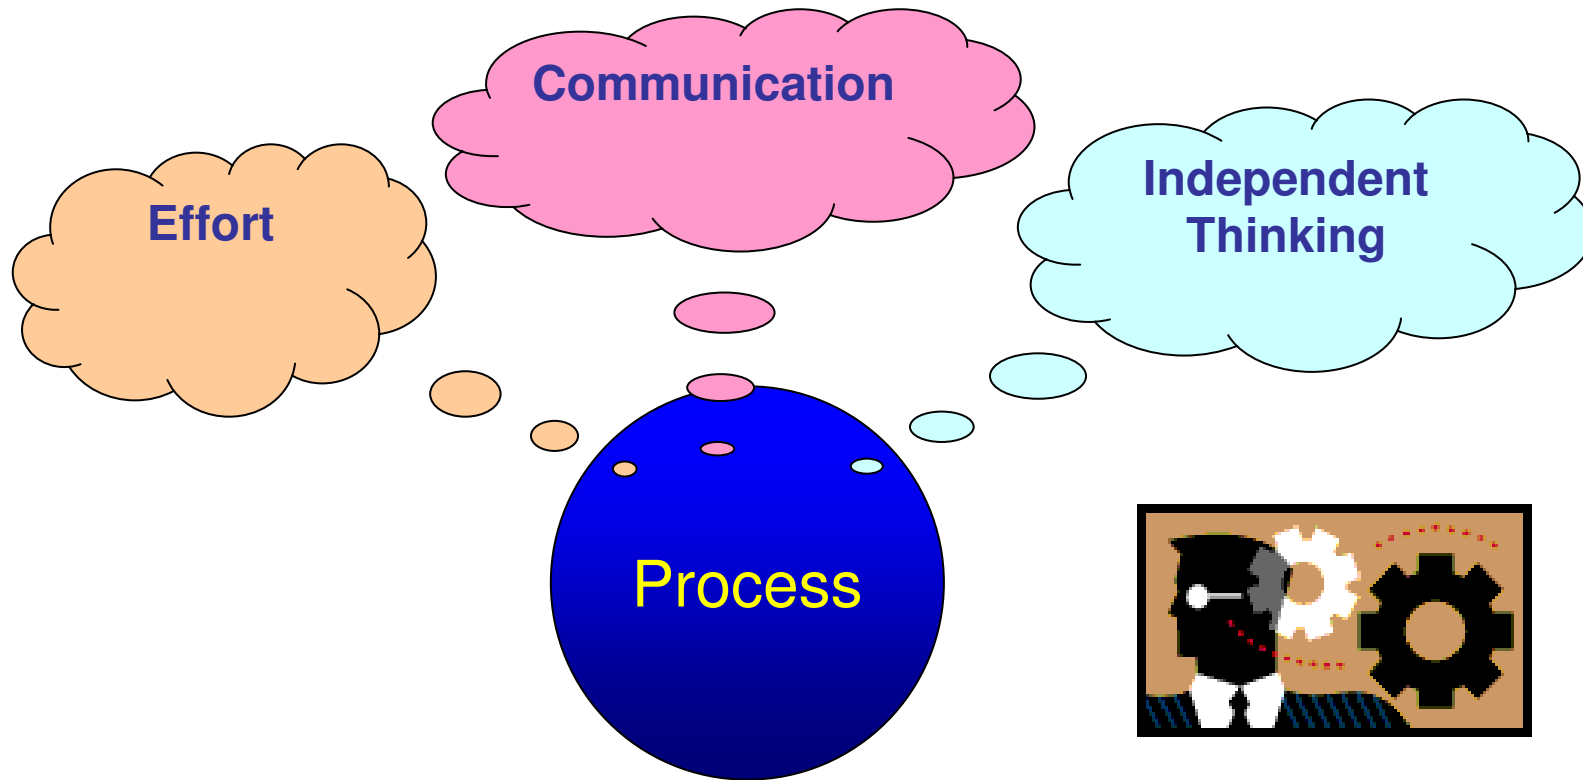 Communication
Effort
Independent
Thinking
Process